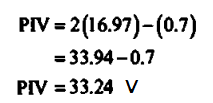 PIV = 2(16.97)−(0.7)
= 33.94−0.7
PIV = 33.24 V